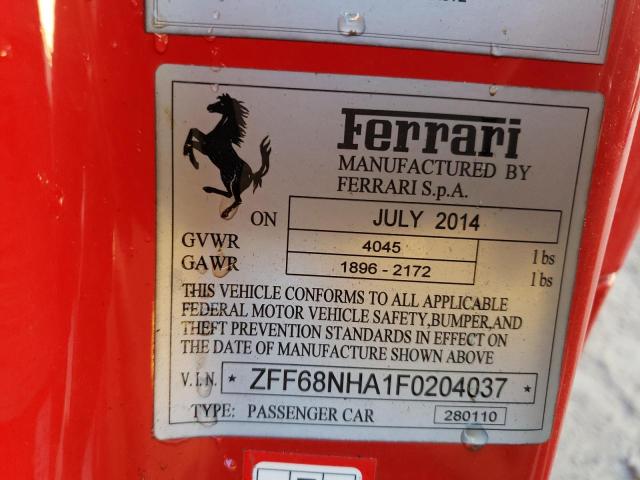 Ferrari
MANUFACTURED BY
FERRARI S.p.A.
ON JULY 2014
GVWR 4045 lbs
GAWR 1896 - 2172 lbs
THIS VEHICLE CONFORMS TO ALL APPLICABLE
FEDERAL MOTOR VEHICLE SAFETY,BUMPER,AND
THEFT PREVENTION STANDARDS IN EFFECT ON
THE DATE OF MANUFACTURE SHOWN ABOVE
V.I.N. * ZFF68NHA1F0204037 *
TYPE: PASSENGER CAR 280110